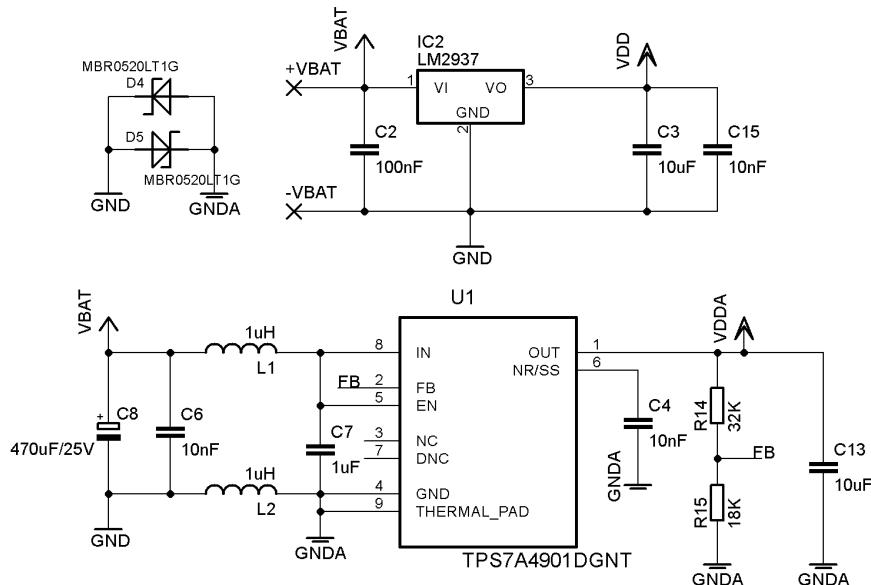 MBR0520LT1G
D4
D5
MBR0520LT1G
GND
GNDA
VBAT
+VBAT
IC2
LM2937
1
VI
VO
3
GND
2
VDD
C2
100nF
C3
10uF
C15
10nF
-VBAT
GND
U1
VBAT
1uH
L1
+
C8
470uF/25V
C6
10nF
1uH
L2
GND
C7
1uF
GNDA
8
IN
FB
2
FB
5
EN
3
NC
7
DNC
4
GND
9
THERMAL_PAD
OUT
1
NR/SS
6
TPS7A4901DGNT
C4
10nF
GNDA
VDDA
R14
32K
FB
R15
18K
GNDA
C13
10uF
GNDA